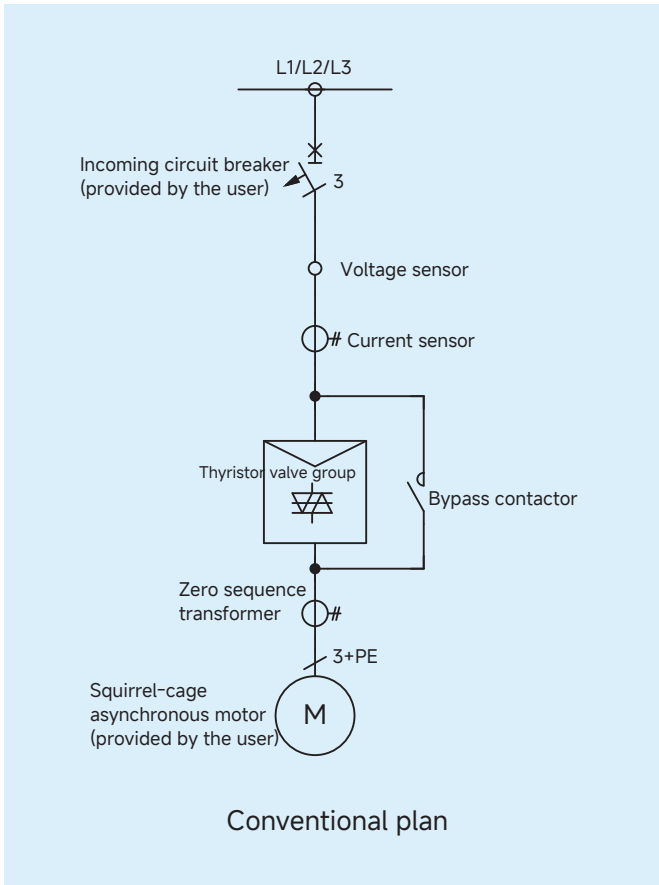 L1/L2/L3
Incoming circuit breaker
(provided by the user)
3
Voltage sensor
# Current sensor
Thyristor valve group
Bypass contactor
Zero sequence
transformer
#
3+PE
Squirrel-cage
asynchronous motor
(provided by the user)
M
Conventional plan